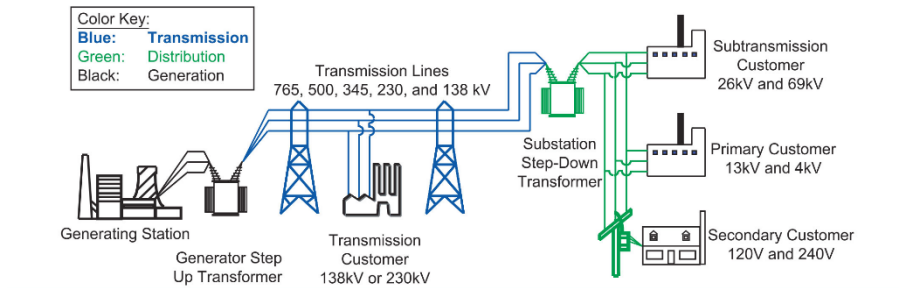 Color Key:
Blue: Transmission
Green: Distribution
Black: Generation
Transmission Lines
765, 500, 345, 230, and 138 kV
Subtransmission
Customer
26kV and 69kV
Substation
Step-Down
Transformer
Primary Customer
13kV and 4kV
Generating Station
Generator Step
Up Transformer
Transmission
Customer
138kV or 230kV
Secondary Customer
120V and 240V